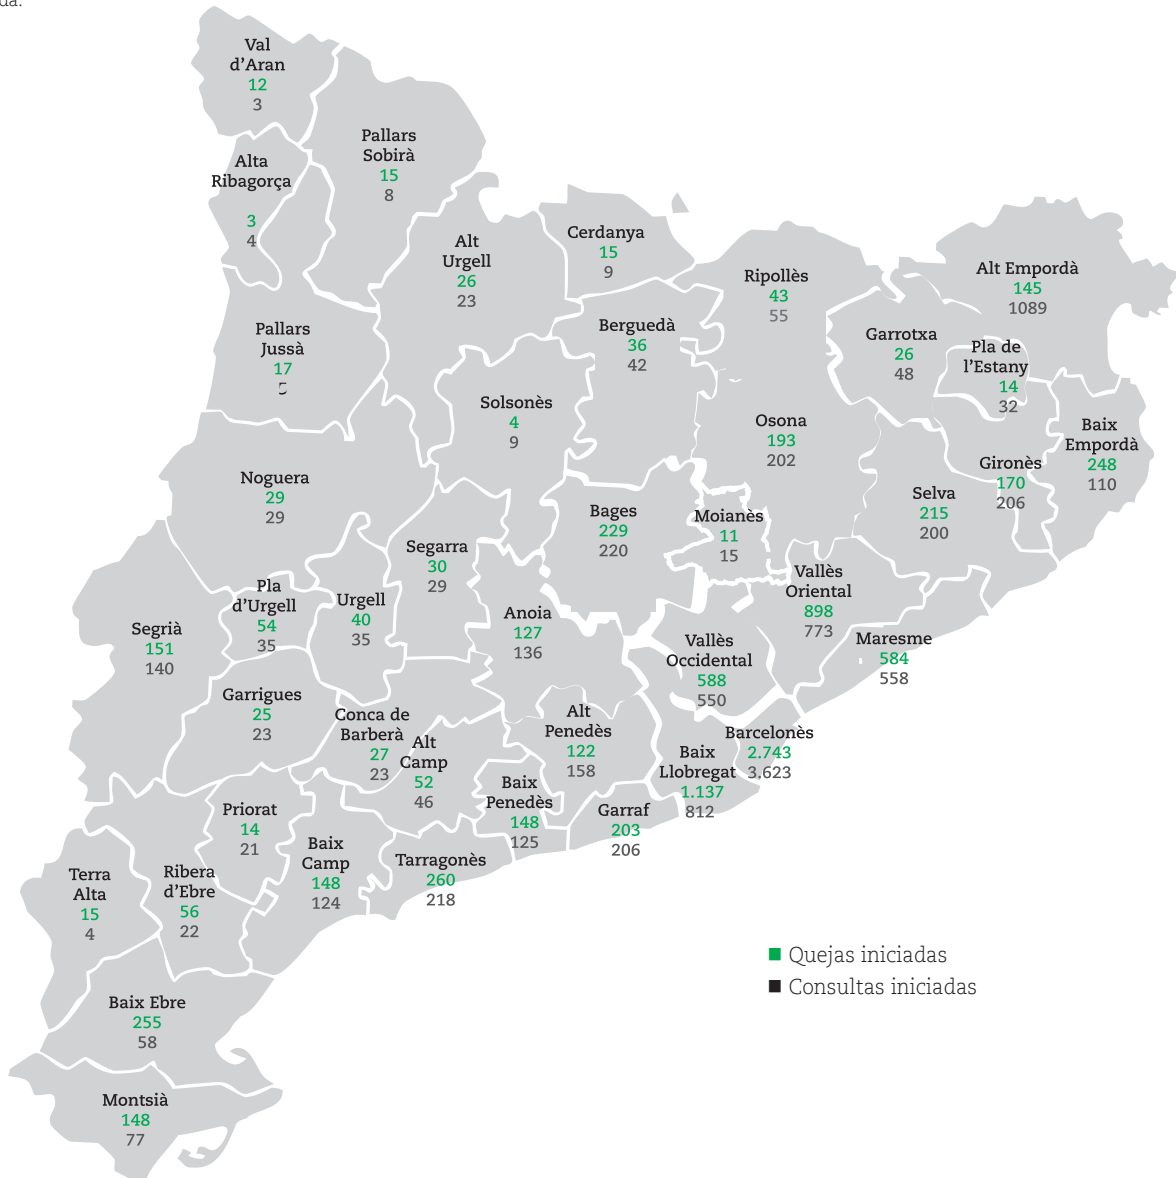 da.
Val
d'Aran
12
3
Pallars
Sobirà
15
8
Alta
Ribagorça
3
4
Alt
Urgell
26
23
Cerdanya
15
9
Ripollès
43
55
Alt Empordà
145
1089
Pallars
Jussà
17
5
Berguedà
36
42
Garrotxa
26
48
Pla de
l'Estany
14
32
Solsonès
4
9
Osona
193
202
Baix
Empordà
248
110
Gironès
170
206
Noguera
29
29
Selva
215
200
Bages
229
220
Moianès
11
15
Segarra
30
29
Vallès
Oriental
898
773
Pla
d'Urgell
54
35
Urgell
40
35
Anoia
127
136
Segrià
151
140
Vallès
Occidental
588
550
Maresme
584
558
Garrigues
25
23
Conca de
Barberà
27
23
Alt
Camp
52
46
Alt
Penedès
122
158
Barcelonès
2.743
3.623
Baix
Llobregat
1.137
812
Baix
Penedès
148
125
Garraf
203
206
Priorat
14
21
Baix
Camp
148
124
Tarragonès
260
218
Terra
Alta
15
4
Ribera
d'Ebre
56
22
Quejas iniciadas
Consultas iniciadas
Baix Ebre
255
58
Montsià
148
77